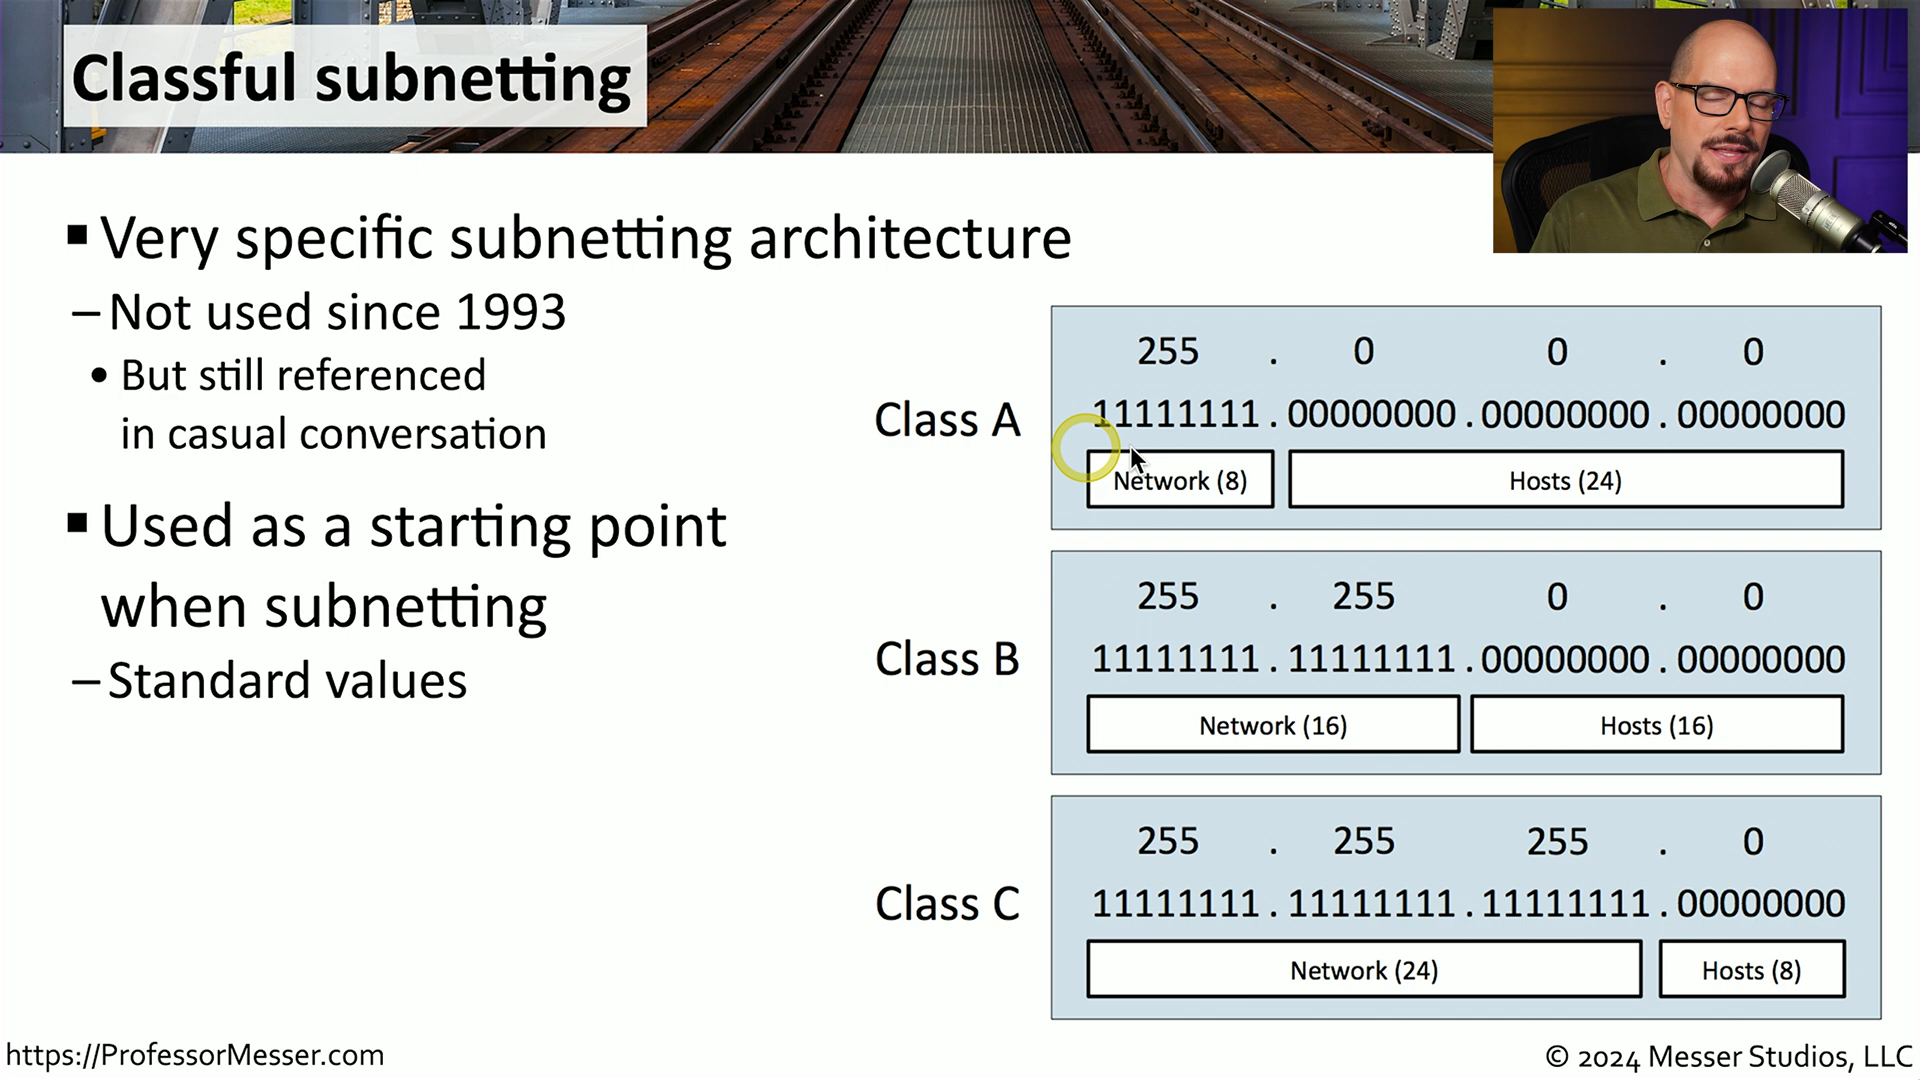 Classful subnetting
Very specific subnetting architecture
– Not used since 1993
• But still referenced
in casual conversation
Used as a starting point
when subnetting
– Standard values
Class A
255 . 0 0 . 0
11111111 . 00000000 . 00000000 . 00000000
Network (8) Hosts (24)
Class B
255 . 255 0 . 0
11111111 . 11111111 . 00000000 . 00000000
Network (16) Hosts (16)
Class C
255 . 255 255 . 0
11111111 . 11111111 . 11111111 . 00000000
Network (24) Hosts (8)
https://ProfessorMesser.com
© 2024 Messer Studios, LLC